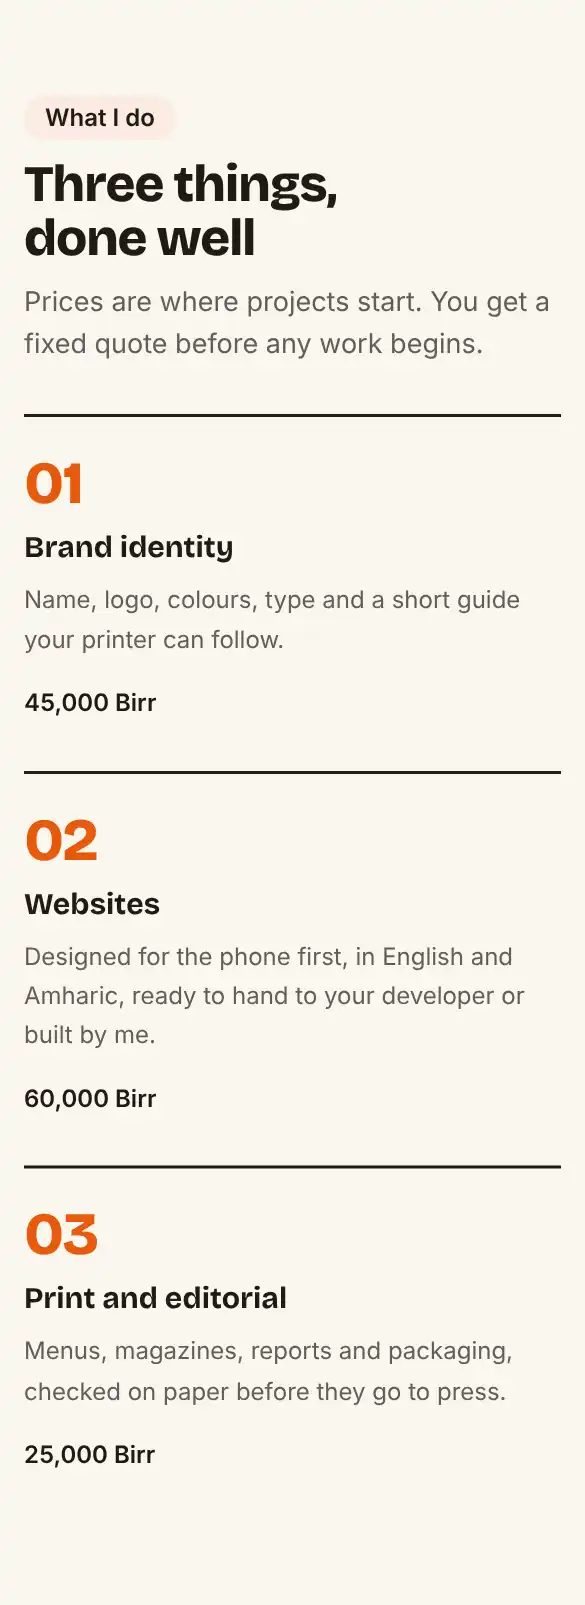 What I do
Three things,
done well
Prices are where projects start. You get a
fixed quote before any work begins.
01
Brand identity
Name, logo, colours, type and a short guide
your printer can follow.
45,000 Birr
02
Websites
Designed for the phone first, in English and
Amharic, ready to hand to your developer or
built by me.
60,000 Birr
03
Print and editorial
Menus, magazines, reports and packaging,
checked on paper before they go to press.
25,000 Birr